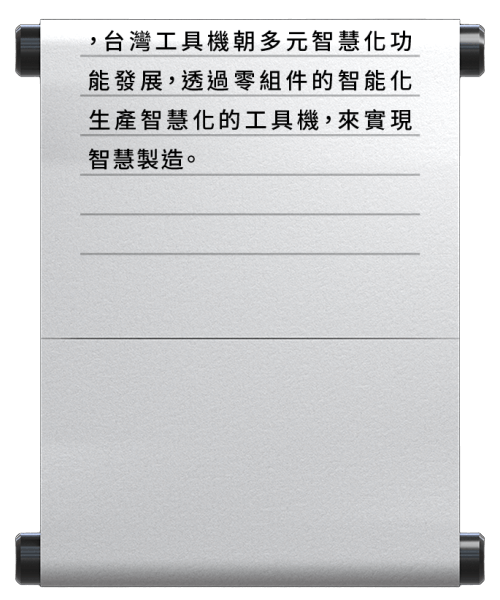 ，台灣工具機朝多元智慧化功
能發展，透過零組件的智能化
生產智慧化的工具機，來實現
智慧製造。